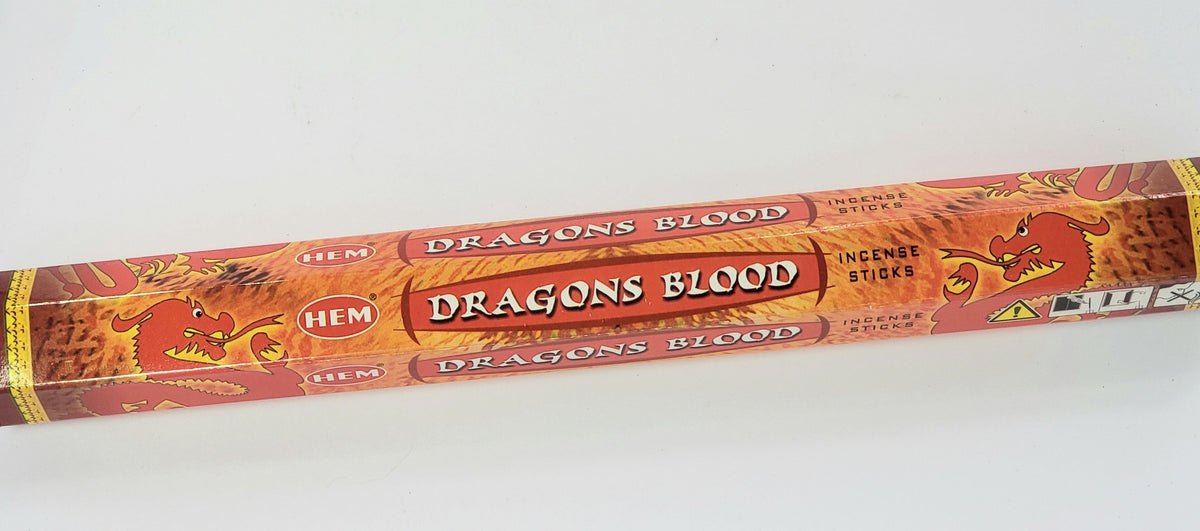 HEM DRAGONS BLOOD INCENSE
STICKS
HEM® DRAGONS BLOOD INCENSE
STICKS
HEM DRAGONS BLOOD INCENSE
STICKS